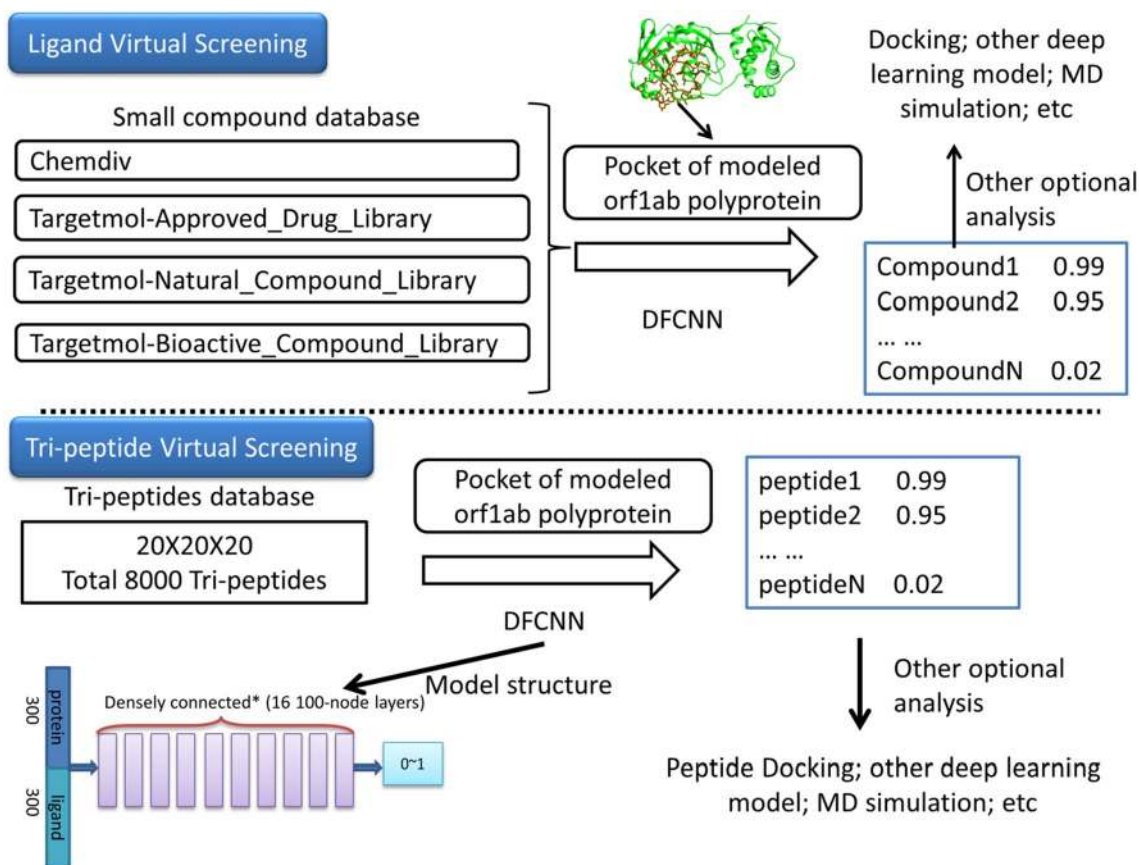 Ligand Virtual Screening
Small compound database
Chemdiv
Targetmol-Approved_Drug_Library
Targetmol-Natural_Compound_Library
Targetmol-Bioactive_Compound_Library
Pocket of modeled
orf1ab polyprotein
DFCNN
Docking; other deep
learning model; MD
simulation; etc
Other optional
analysis
Compound1 0.99
Compound2 0.95
... ...
CompoundN 0.02
Tri-peptide Virtual Screening
Tri-peptides database
20X20X20
Total 8000 Tri-peptides
Pocket of modeled
orf1ab polyprotein
DFCNN
peptide1 0.99
peptide2 0.95
... ...
peptideN 0.02
Model structure
300
protein
300
ligand
Densely connected* (16 100-node layers)
0~1
Other optional
analysis
Peptide Docking; other deep learning
model; MD simulation; etc